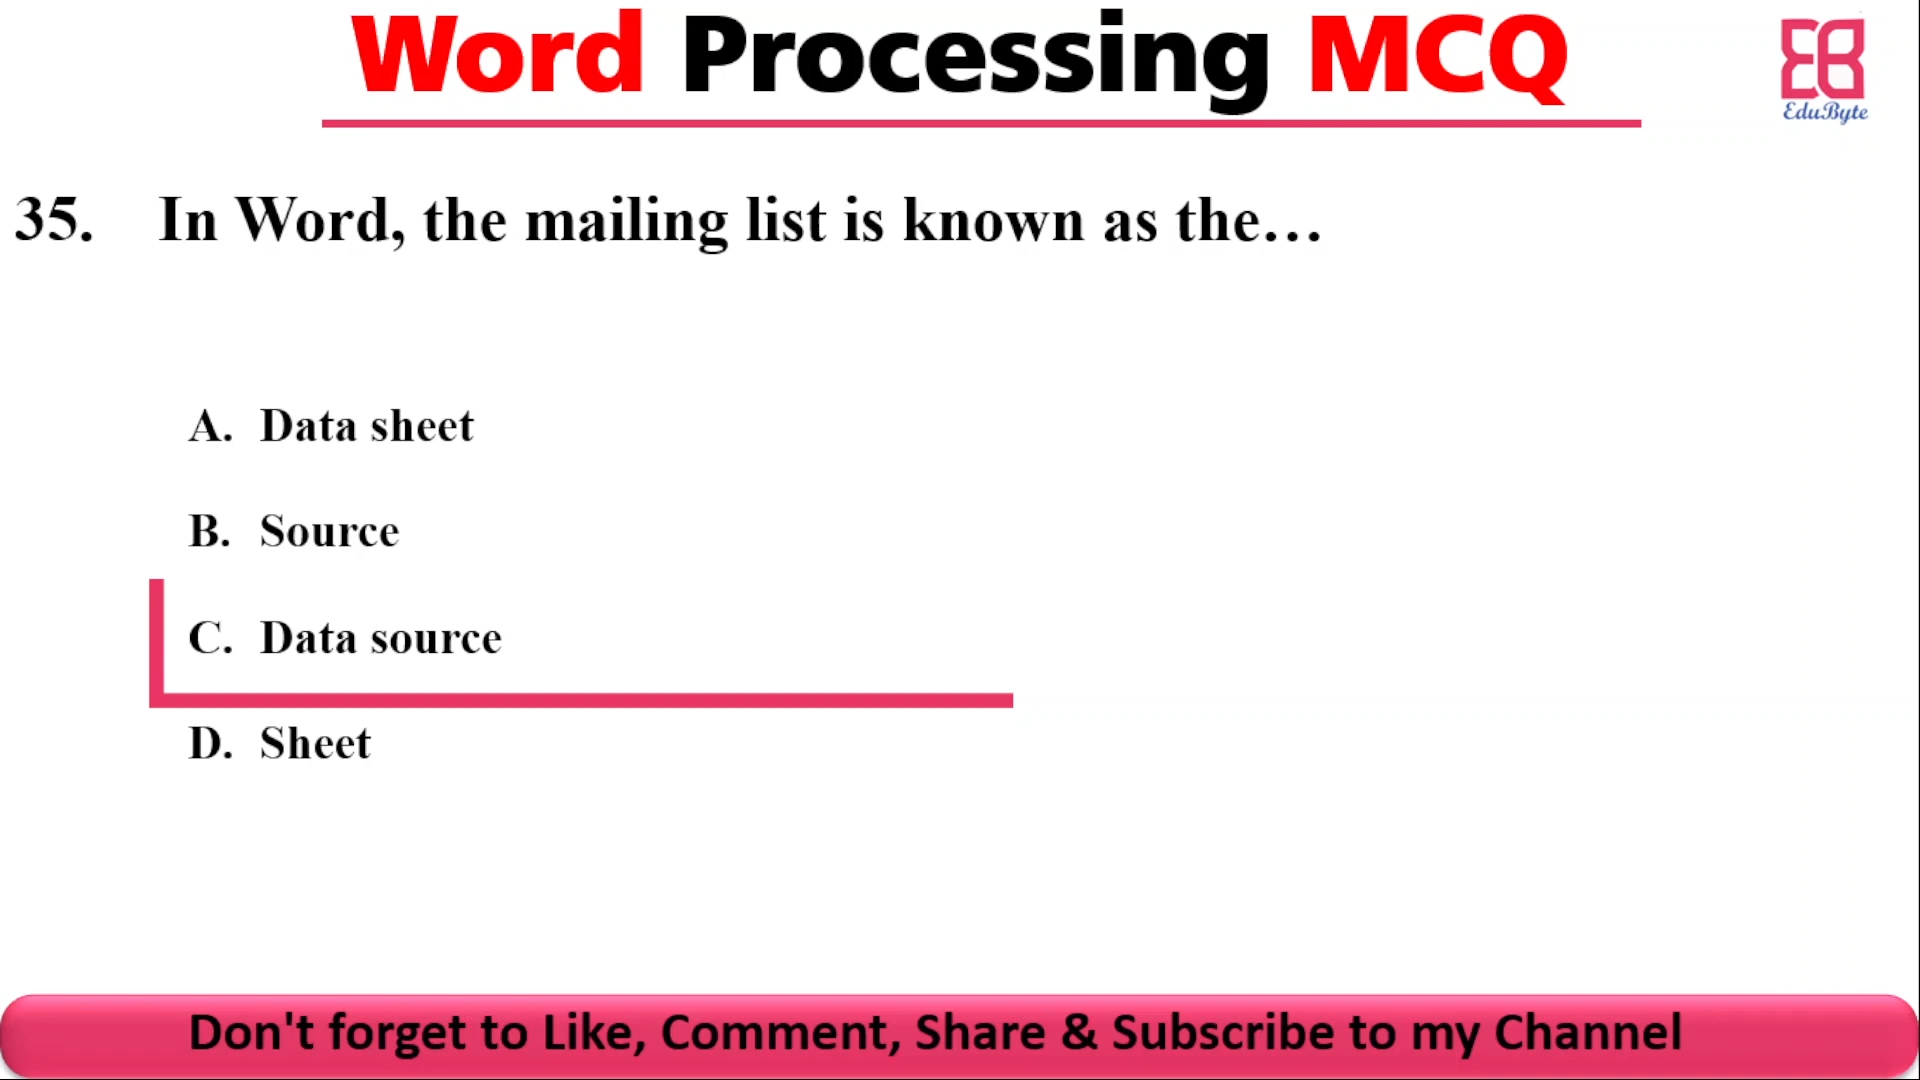 Word Processing MCQ
EduByte
35. In Word, the mailing list is known as the…
A. Data sheet
B. Source
C. Data source
D. Sheet
Don't forget to Like, Comment, Share & Subscribe to my Channel